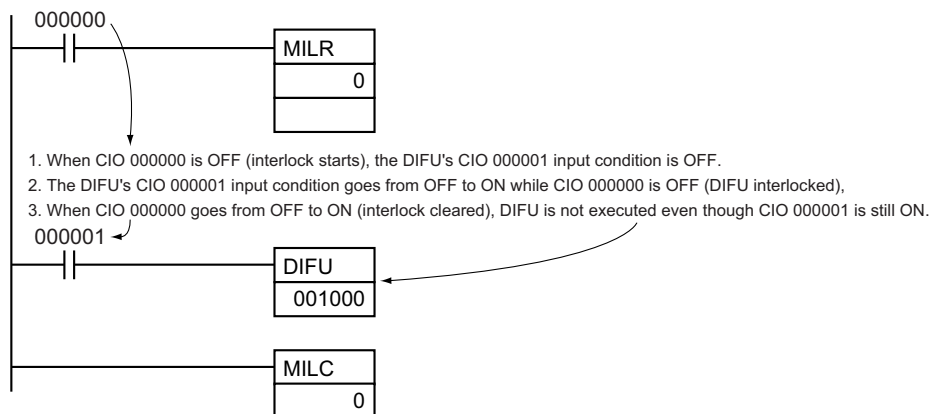 000000
MILR
0
1. When CIO 000000 is OFF (interlock starts), the DIFU's CIO 000001 input condition is OFF.
2. The DIFU's CIO 000001 input condition goes from OFF to ON while CIO 000000 is OFF (DIFU interlocked),
3. When CIO 000000 goes from OFF to ON (interlock cleared), DIFU is not executed even though CIO 000001 is still ON.
000001
DIFU
001000
MILC
0